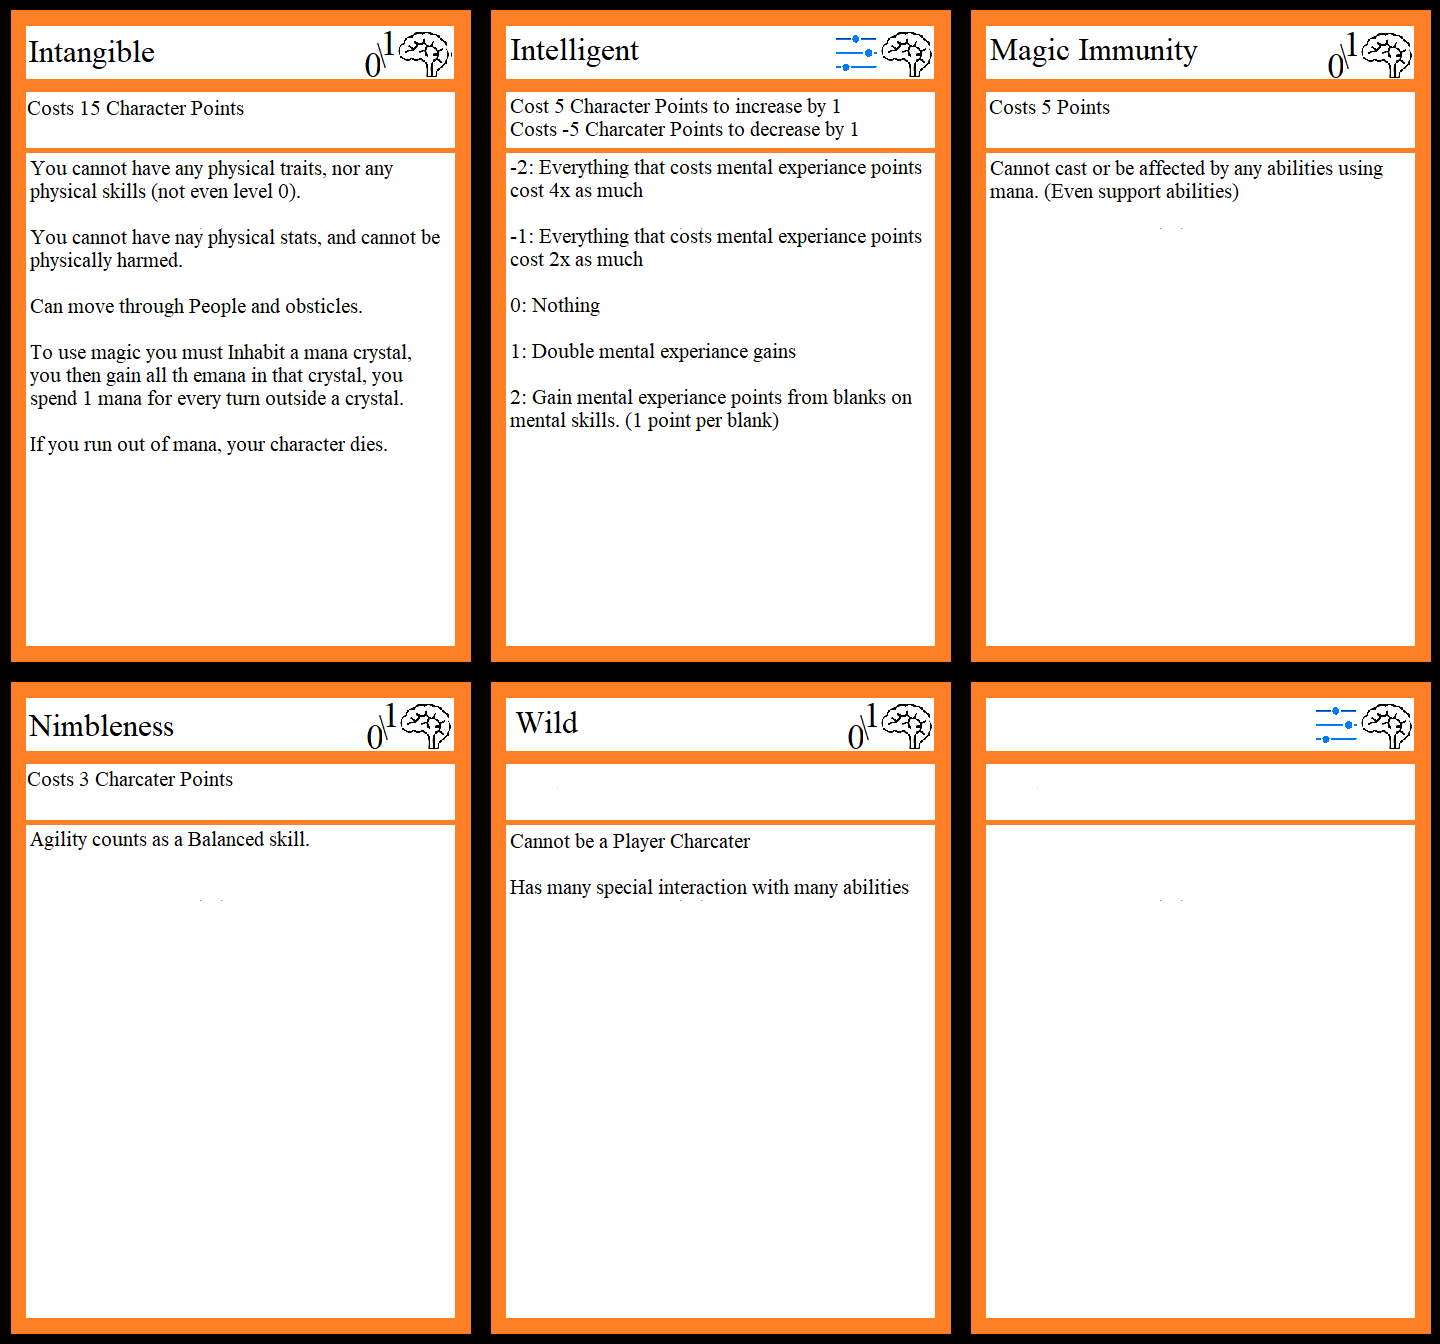 Intangible 0\1
Costs 15 Character Points
You cannot have any physical traits, nor any
physical skills (not even level 0).
You cannot have nay physical stats, and cannot be
physically harmed.
Can move through People and obsticles.
To use magic you must Inhabit a mana crystal,
you then gain all th emana in that crystal, you
spend 1 mana for every turn outside a crystal.
If you run out of mana, your character dies.
Intelligent
Cost 5 Character Points to increase by 1
Costs -5 Charcater Points to decrease by 1
-2: Everything that costs mental experiance points
cost 4x as much
-1: Everything that costs mental experiance points
cost 2x as much
0: Nothing
1: Double mental experiance gains
2: Gain mental experiance points from blanks on
mental skills. (1 point per blank)
Magic Immunity 0\1
Costs 5 Points
Cannot cast or be affected by any abilities using
mana. (Even support abilities)
Nimbleness 0\1
Costs 3 Charcater Points
Agility counts as a Balanced skill.
Wild 0\1
Cannot be a Player Charcater
Has many special interaction with many abilities